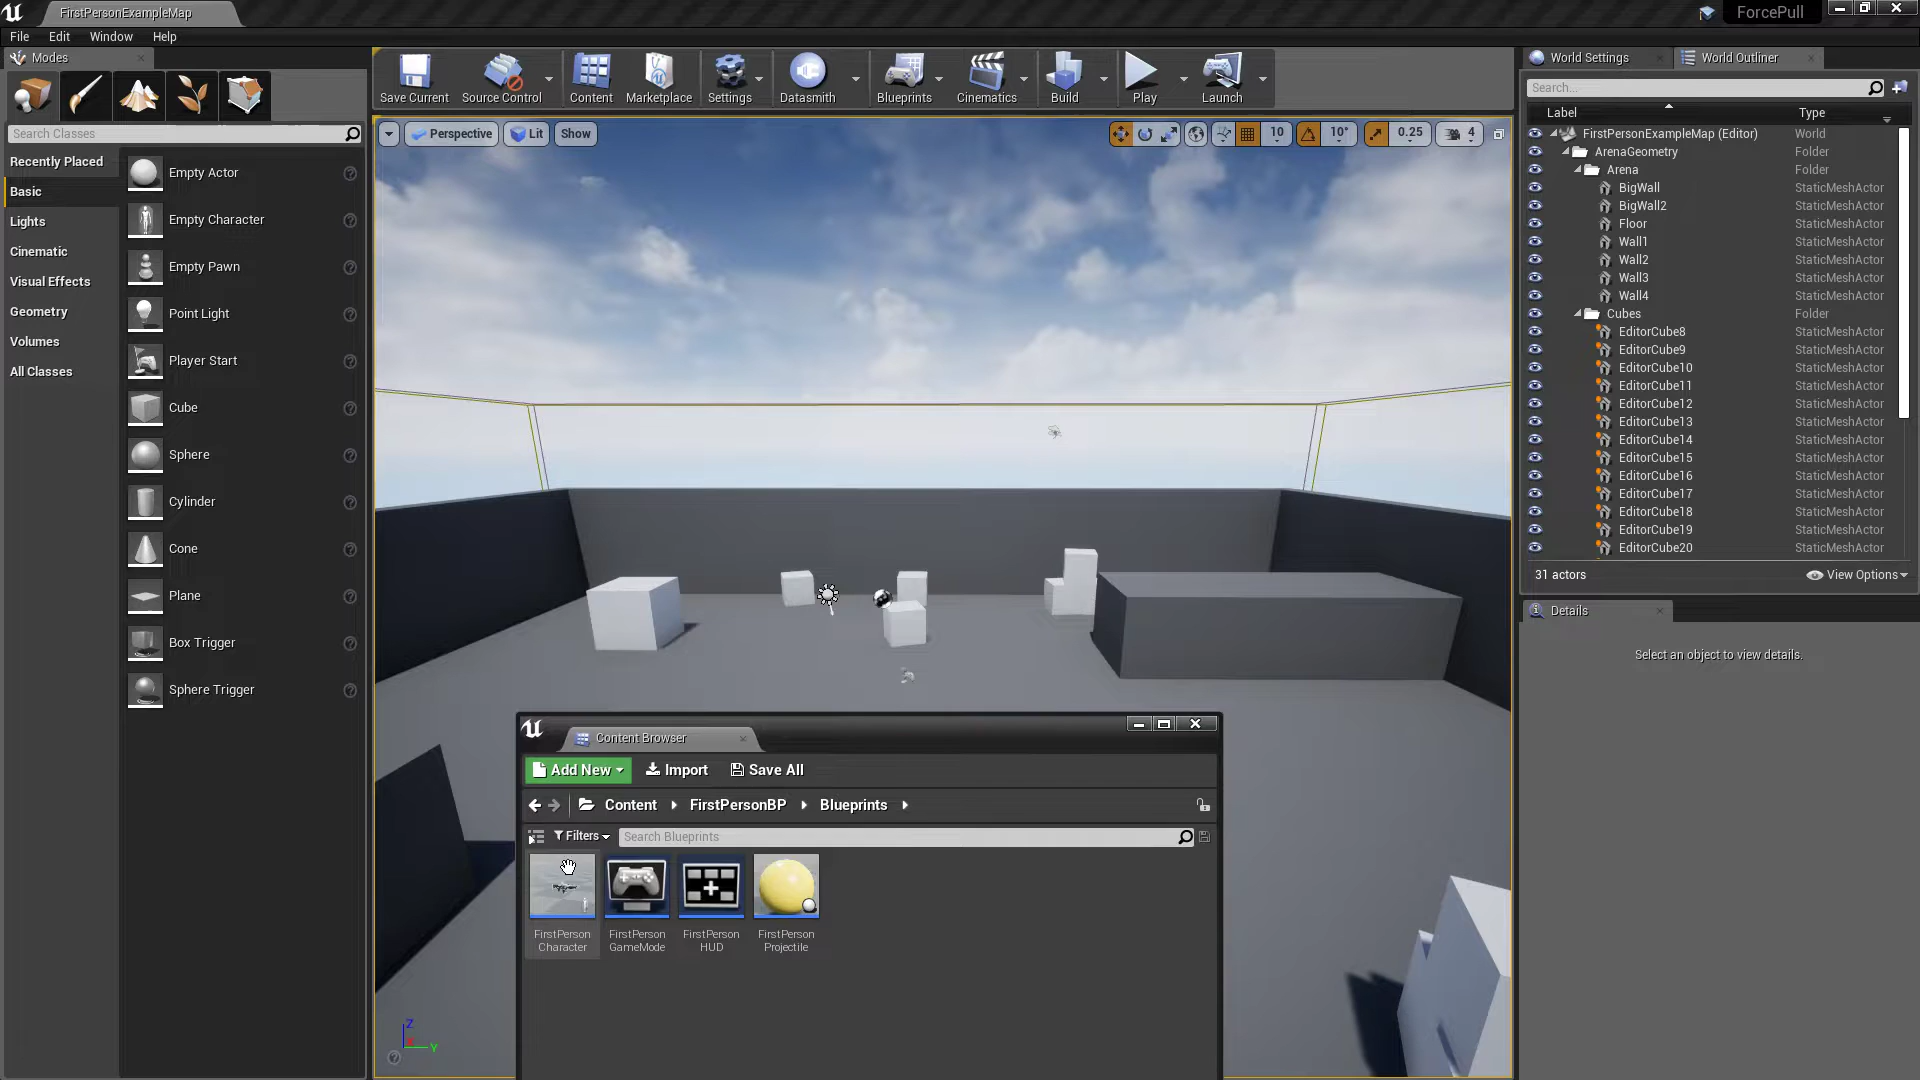 FirstPersonExampleMap
ForcePull
File Edit Window Help
Modes
Search Classes
Recently Placed
Basic
Lights
Cinematic
Visual Effects
Geometry
Volumes
All Classes
Empty Actor
Empty Character
Empty Pawn
Point Light
Player Start
Cube
Sphere
Cylinder
Cone
Plane
Box Trigger
Sphere Trigger
Save Current
Source Control
Content
Marketplace
Settings
Datasmith
Blueprints
Cinematics
Build
Play
Launch
Perspective Lit Show
10 10° 0.25 4
Z
X
Y
Content Browser
Add New Import Save All
Content FirstPersonBP Blueprints
Filters Search Blueprints
FirstPerson
Character
FirstPerson
GameMode
FirstPerson
HUD
FirstPerson
Projectile
World Settings World Outliner
Search...
Label Type
FirstPersonExampleMap (Editor) World
ArenaGeometry Folder
Arena Folder
BigWall StaticMeshActor
BigWall2 StaticMeshActor
Floor StaticMeshActor
Wall1 StaticMeshActor
Wall2 StaticMeshActor
Wall3 StaticMeshActor
Wall4 StaticMeshActor
Cubes Folder
EditorCube8 StaticMeshActor
EditorCube9 StaticMeshActor
EditorCube10 StaticMeshActor
EditorCube11 StaticMeshActor
EditorCube12 StaticMeshActor
EditorCube13 StaticMeshActor
EditorCube14 StaticMeshActor
EditorCube15 StaticMeshActor
EditorCube16 StaticMeshActor
EditorCube17 StaticMeshActor
EditorCube18 StaticMeshActor
EditorCube19 StaticMeshActor
EditorCube20 StaticMeshActor
31 actors View Options
Details
Select an object to view details.